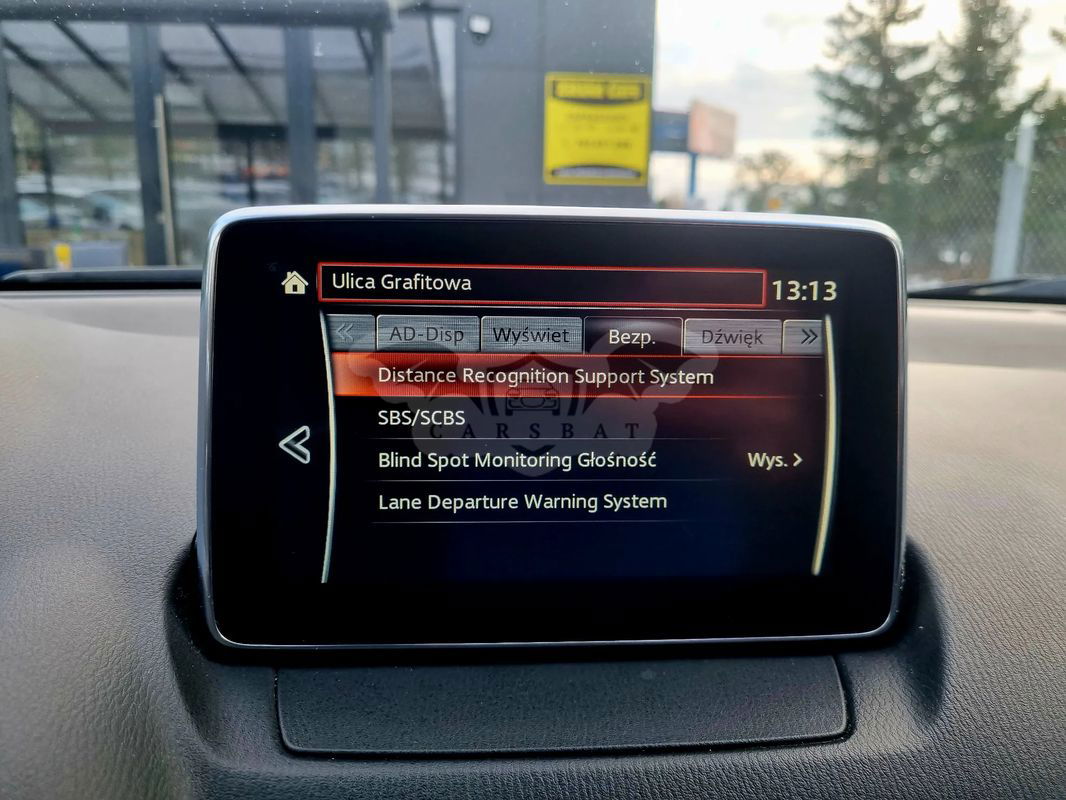 Ulica Grafitowa
13:13
AD-Disp Wyświet Bezp. Dźwięk
Distance Recognition Support System
SBS/SCBS
CARSBAT
Blind Spot Monitoring Głośność Wys.
Lane Departure Warning System